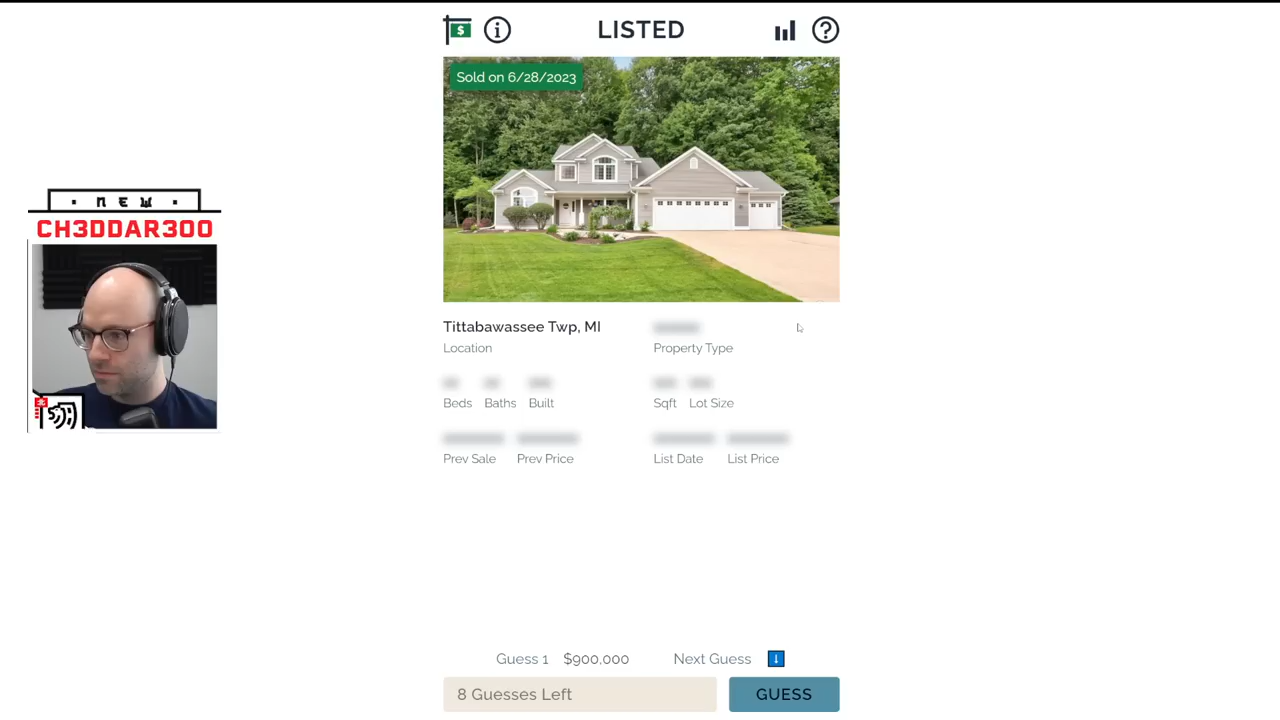 LISTED
Sold on 6/28/2023
· NEW ·
CH3DDAR300
Tittabawassee Twp, MI
Location
Property Type
Beds Baths Built
Sqft Lot Size
Prev Sale Prev Price
List Date List Price
Guess 1 $900,000 Next Guess
8 Guesses Left
GUESS